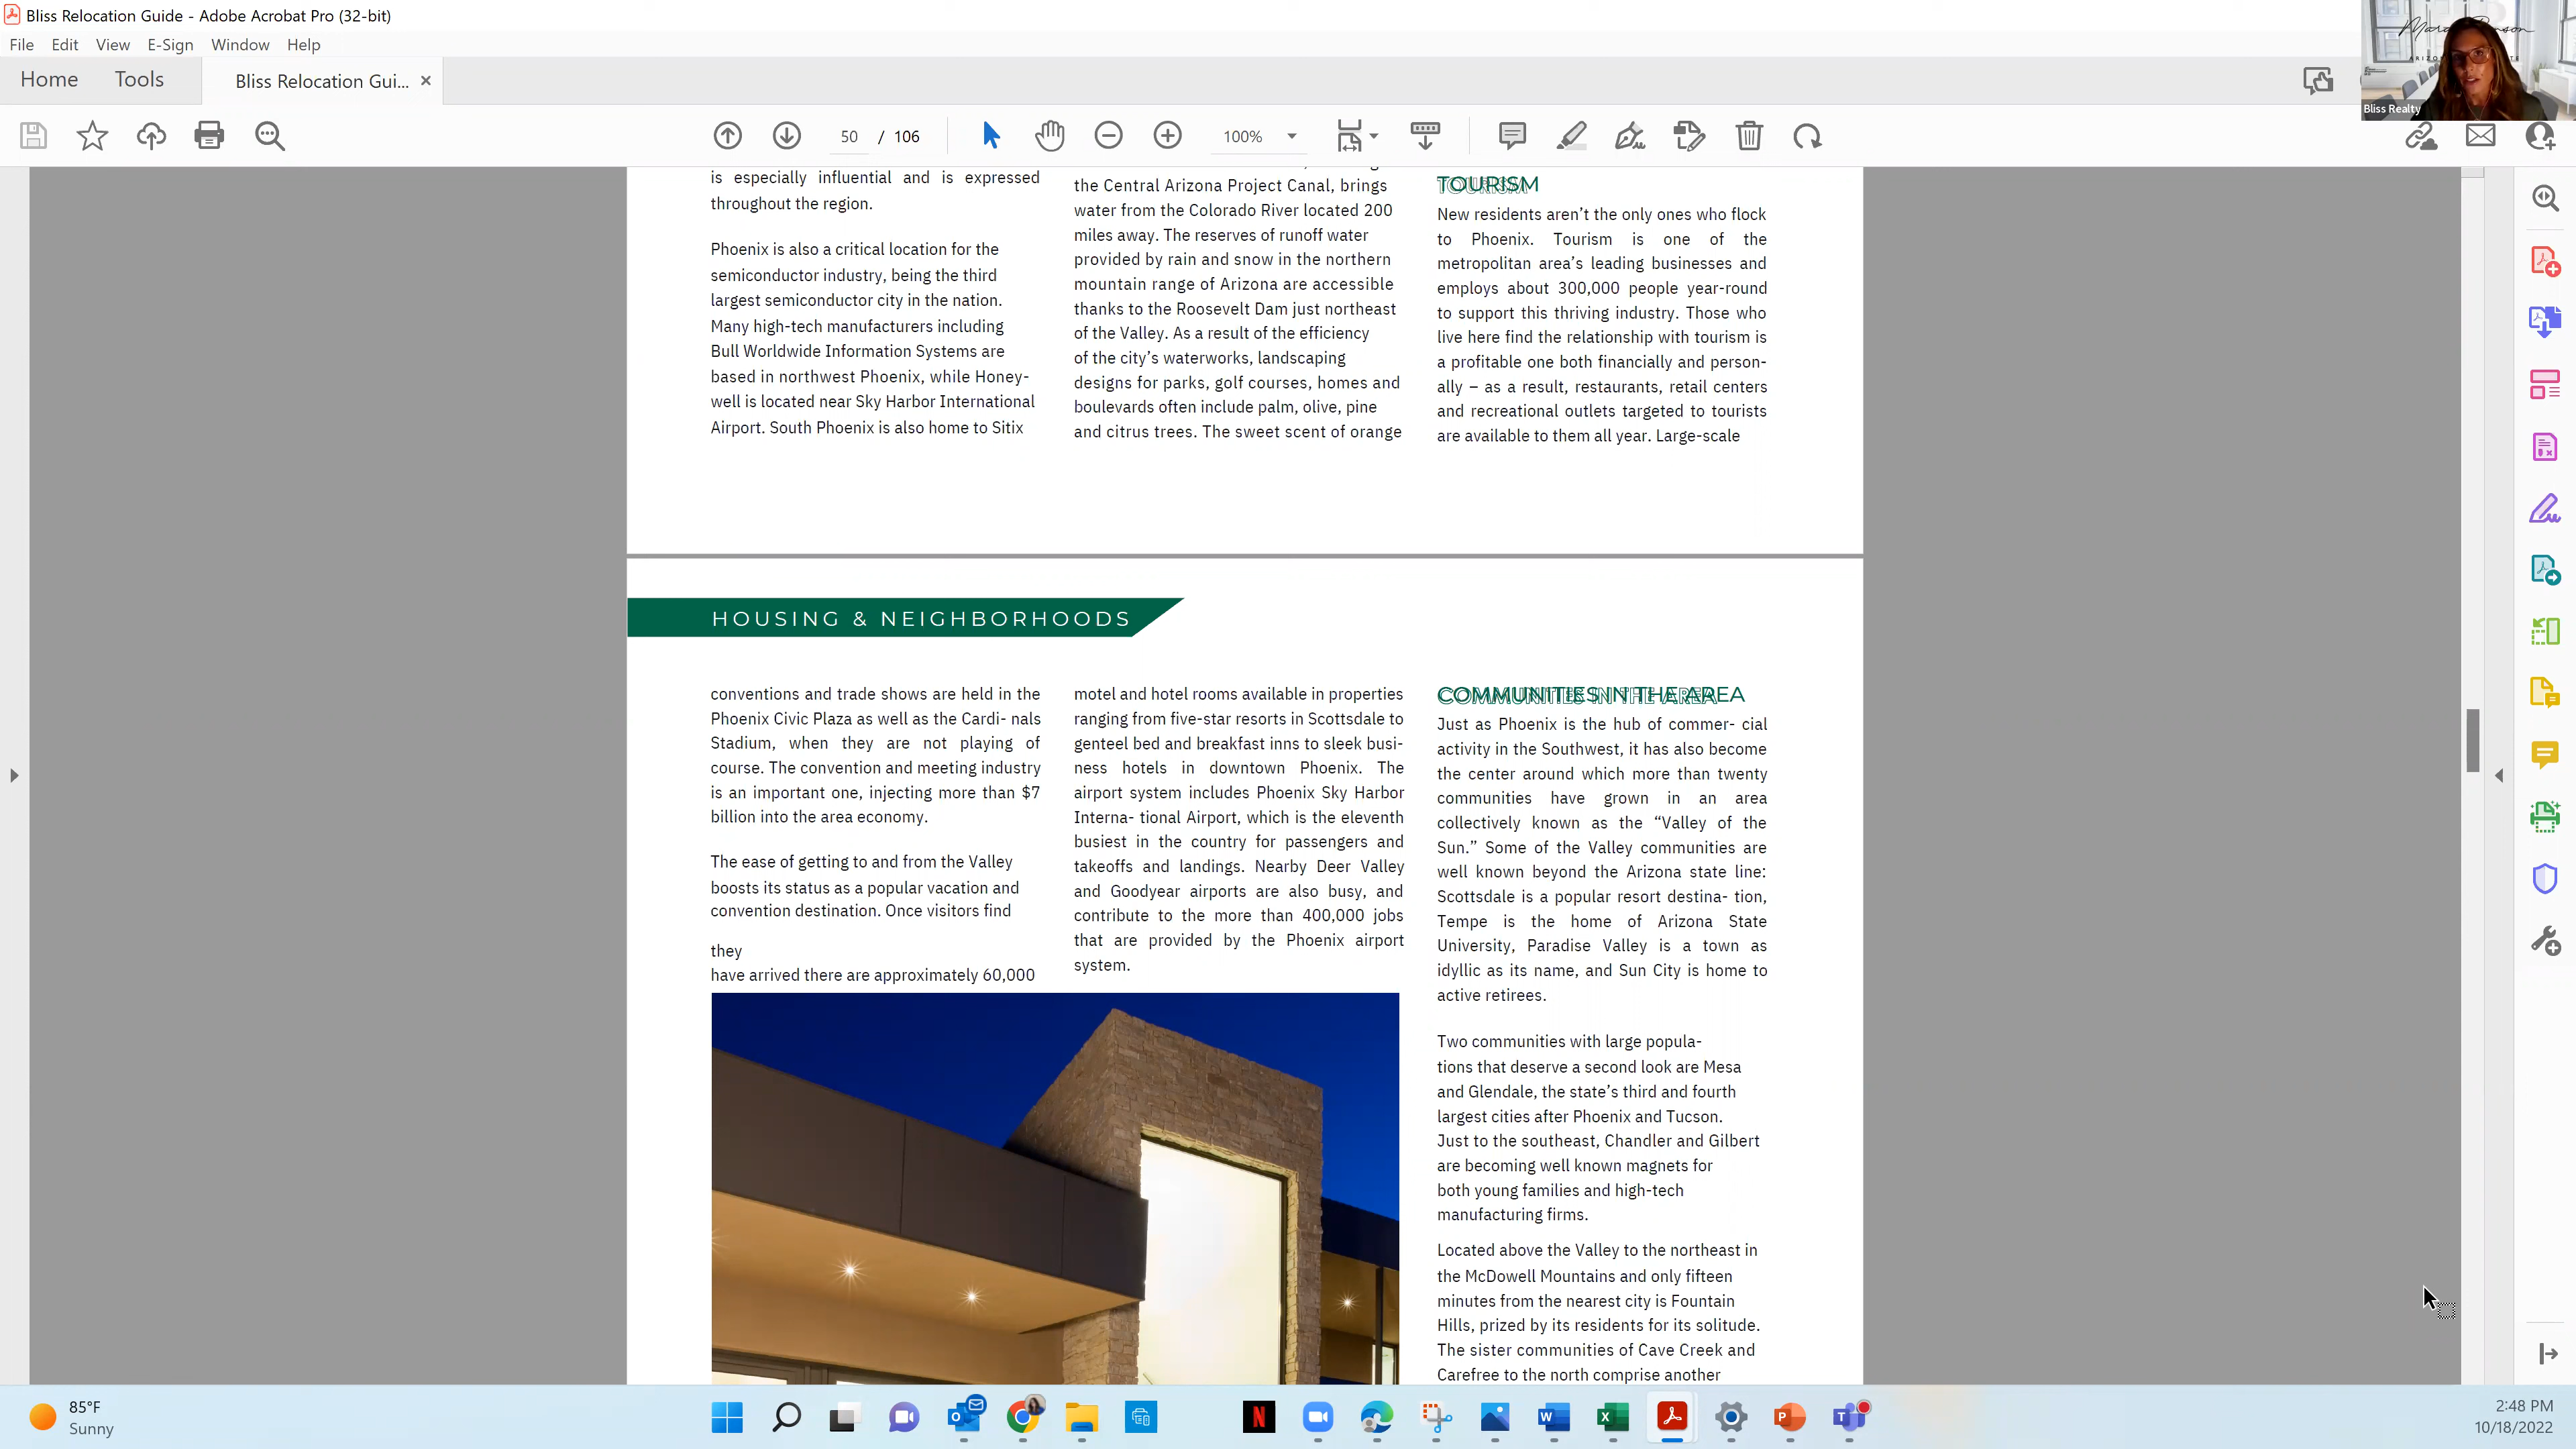 Bliss Relocation Guide - Adobe Acrobat Pro (32-bit)
File Edit View E-Sign Window Help
Home Tools Bliss Relocation Gui... ×
Bliss Realty
50 / 106
100%
is especially influential and is expressed
throughout the region.
Phoenix is also a critical location for the
semiconductor industry, being the third
largest semiconductor city in the nation.
Many high-tech manufacturers including
Bull Worldwide Information Systems are
based in northwest Phoenix, while Honey-
well is located near Sky Harbor International
Airport. South Phoenix is also home to Sitix
the Central Arizona Project Canal, brings
water from the Colorado River located 200
miles away. The reserves of runoff water
provided by rain and snow in the northern
mountain range of Arizona are accessible
thanks to the Roosevelt Dam just northeast
of the Valley. As a result of the efficiency
of the city's waterworks, landscaping
designs for parks, golf courses, homes and
boulevards often include palm, olive, pine
and citrus trees. The sweet scent of orange
TOURISM
New residents aren't the only ones who flock
to Phoenix. Tourism is one of the
metropolitan area's leading businesses and
employs about 300,000 people year-round
to support this thriving industry. Those who
live here find the relationship with tourism is
a profitable one both financially and person-
ally – as a result, restaurants, retail centers
and recreational outlets targeted to tourists
are available to them all year. Large-scale
HOUSING & NEIGHBORHOODS
conventions and trade shows are held in the
Phoenix Civic Plaza as well as the Cardi- nals
Stadium, when they are not playing of
course. The convention and meeting industry
is an important one, injecting more than $7
billion into the area economy.
The ease of getting to and from the Valley
boosts its status as a popular vacation and
convention destination. Once visitors find
they
have arrived there are approximately 60,000
motel and hotel rooms available in properties
ranging from five-star resorts in Scottsdale to
genteel bed and breakfast inns to sleek busi-
ness hotels in downtown Phoenix. The
airport system includes Phoenix Sky Harbor
Interna- tional Airport, which is the eleventh
busiest in the country for passengers and
takeoffs and landings. Nearby Deer Valley
and Goodyear airports are also busy, and
contribute to the more than 400,000 jobs
that are provided by the Phoenix airport
system.
COMMUNITIES IN THE AREA
Just as Phoenix is the hub of commer- cial
activity in the Southwest, it has also become
the center around which more than twenty
communities have grown in an area
collectively known as the “Valley of the
Sun.” Some of the Valley communities are
well known beyond the Arizona state line:
Scottsdale is a popular resort destina- tion,
Tempe is the home of Arizona State
University, Paradise Valley is a town as
idyllic as its name, and Sun City is home to
active retirees.
Two communities with large popula-
tions that deserve a second look are Mesa
and Glendale, the state's third and fourth
largest cities after Phoenix and Tucson.
Just to the southeast, Chandler and Gilbert
are becoming well known magnets for
both young families and high-tech
manufacturing firms.
Located above the Valley to the northeast in
the McDowell Mountains and only fifteen
minutes from the nearest city is Fountain
Hills, prized by its residents for its solitude.
The sister communities of Cave Creek and
Carefree to the north comprise another
85°F
Sunny
2:48 PM
10/18/2022